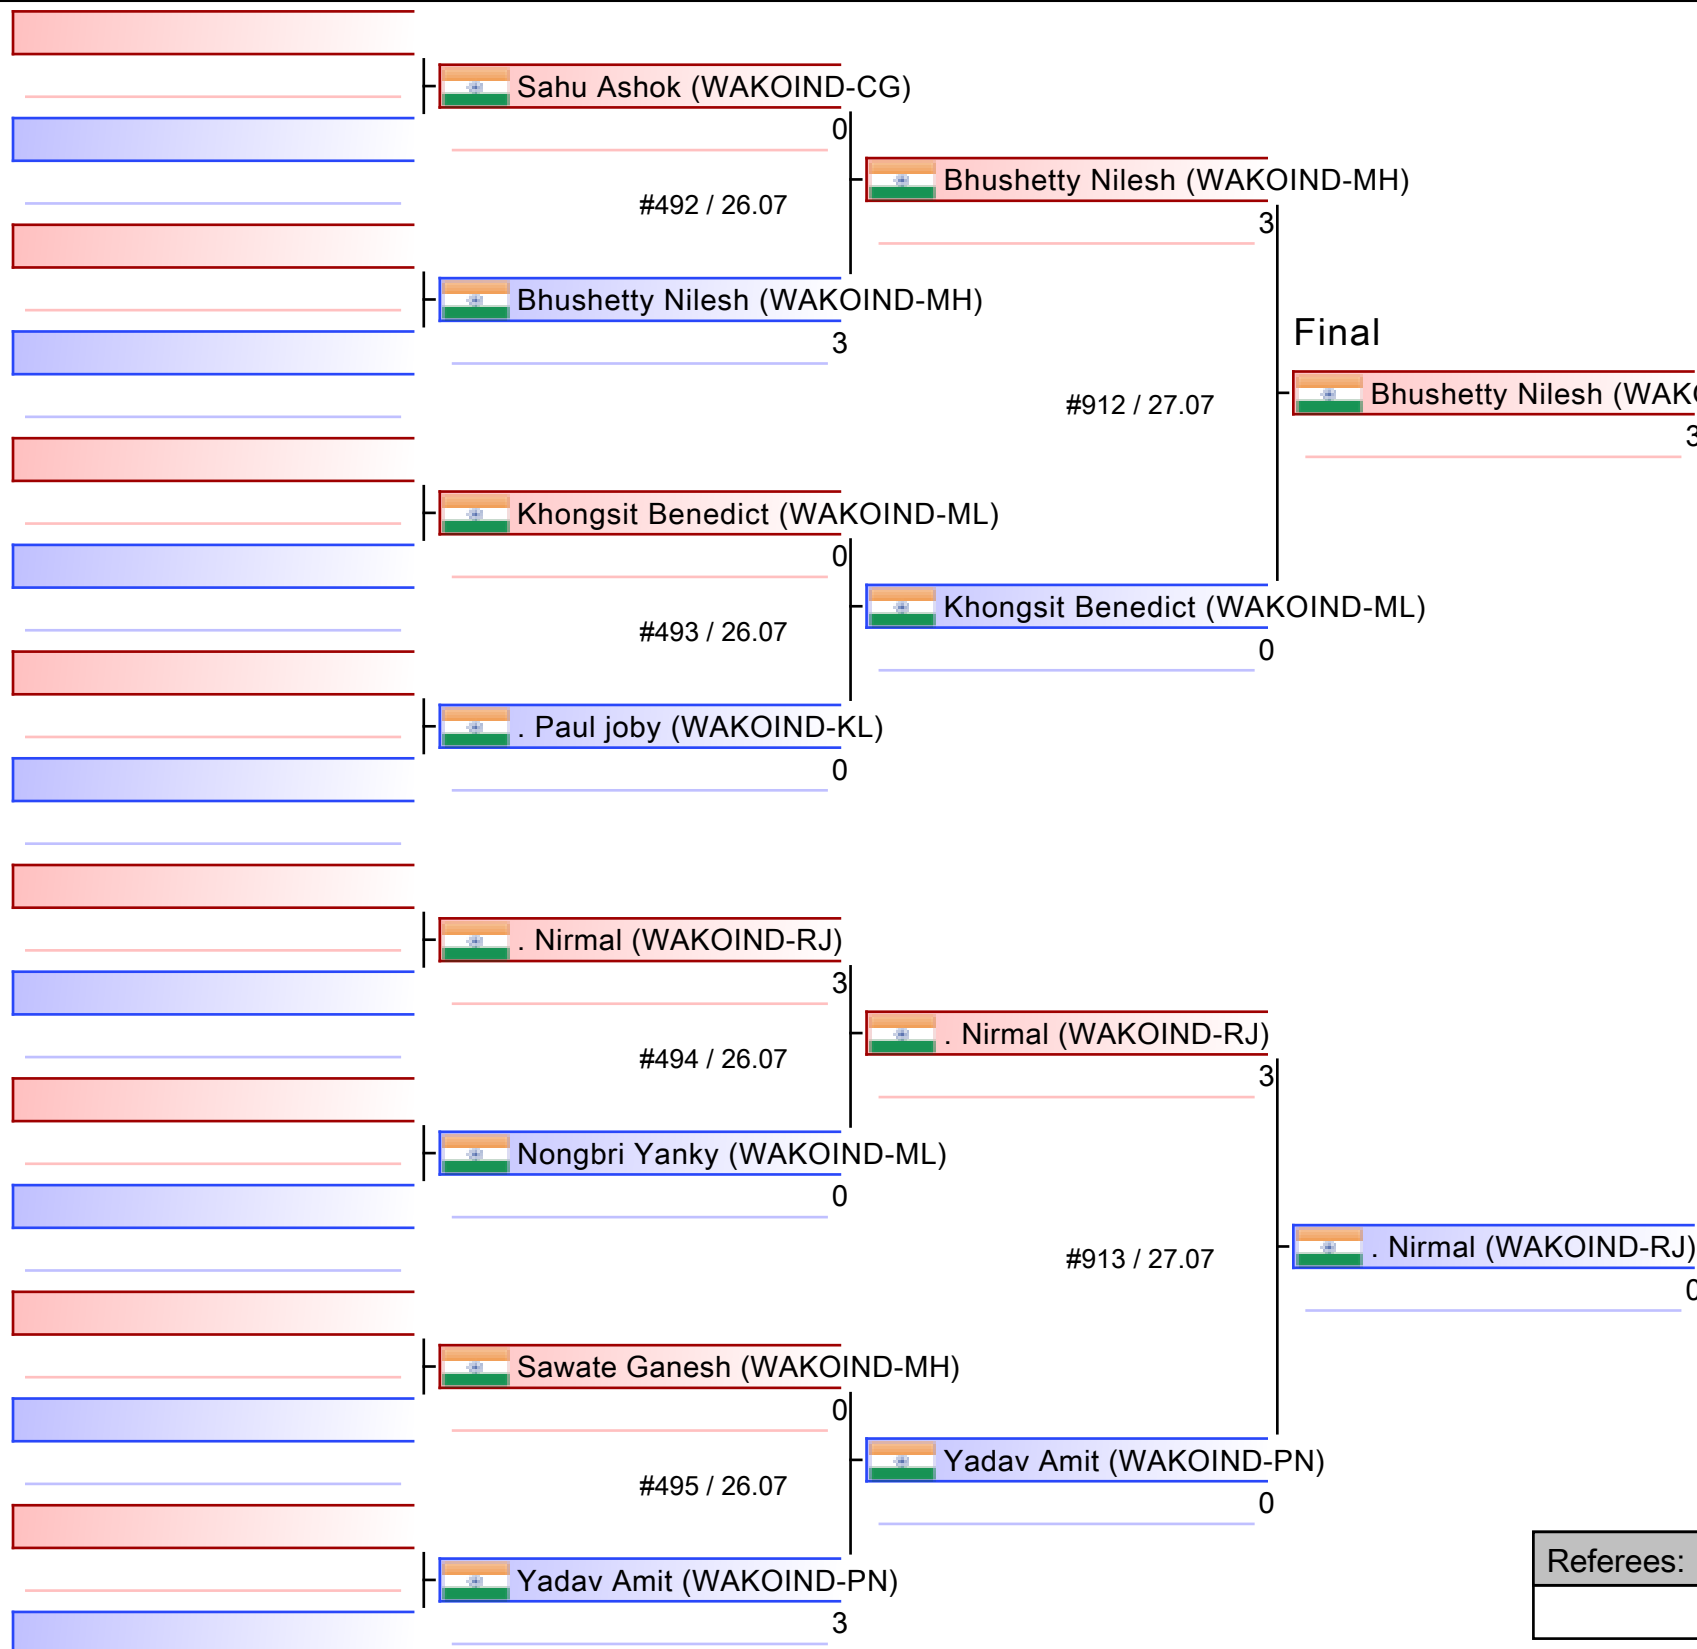 Sahu Ashok (WAKOIND-CG)
0
#492 / 26.07
Bhushetty Nilesh (WAKOIND-MH)
3
Bhushetty Nilesh (WAKOIND-MH)
3
#912 / 27.07
Final
Bhushetty Nilesh (WAK
3
Khongsit Benedict (WAKOIND-ML)
0
#493 / 26.07
. Paul joby (WAKOIND-KL)
0
Khongsit Benedict (WAKOIND-ML)
0
. Nirmal (WAKOIND-RJ)
3
#494 / 26.07
Nongbri Yanky (WAKOIND-ML)
0
. Nirmal (WAKOIND-RJ)
3
#913 / 27.07
. Nirmal (WAKOIND-RJ)
0
Sawate Ganesh (WAKOIND-MH)
0
#495 / 26.07
Yadav Amit (WAKOIND-PN)
3
Yadav Amit (WAKOIND-PN)
0
Referees: